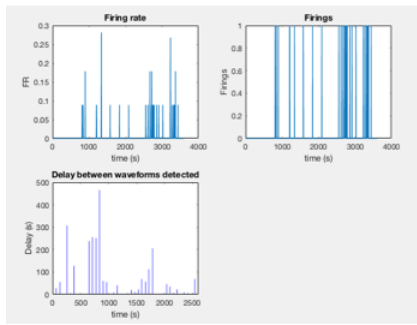 Firing rate
0.3
0.25
0.2
0.15
0.1
0.05
0
FR
0 1000 2000 3000 4000
time (s)
Firings
1
0.8
0.6
0.4
0.2
0
Firings
0 1000 2000 3000 4000
time (s)
Delay between waveforms detected
500
400
300
200
100
0
Delay (s)
0 500 1000 1500 2000 2500
time (s)